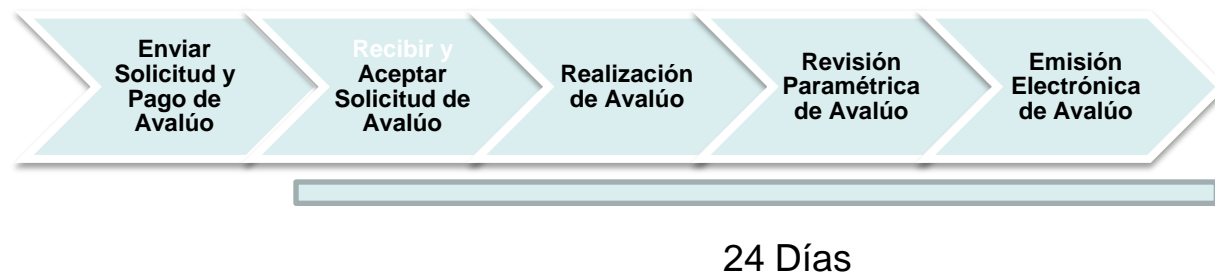 Enviar
Solicitud y
Pago de
Avalúo
Recibir y
Aceptar
Solicitud de
Avalúo
Realización
de Avalúo
Revisión
Paramétrica
de Avalúo
Emisión
Electrónica
de Avalúo
24 Días